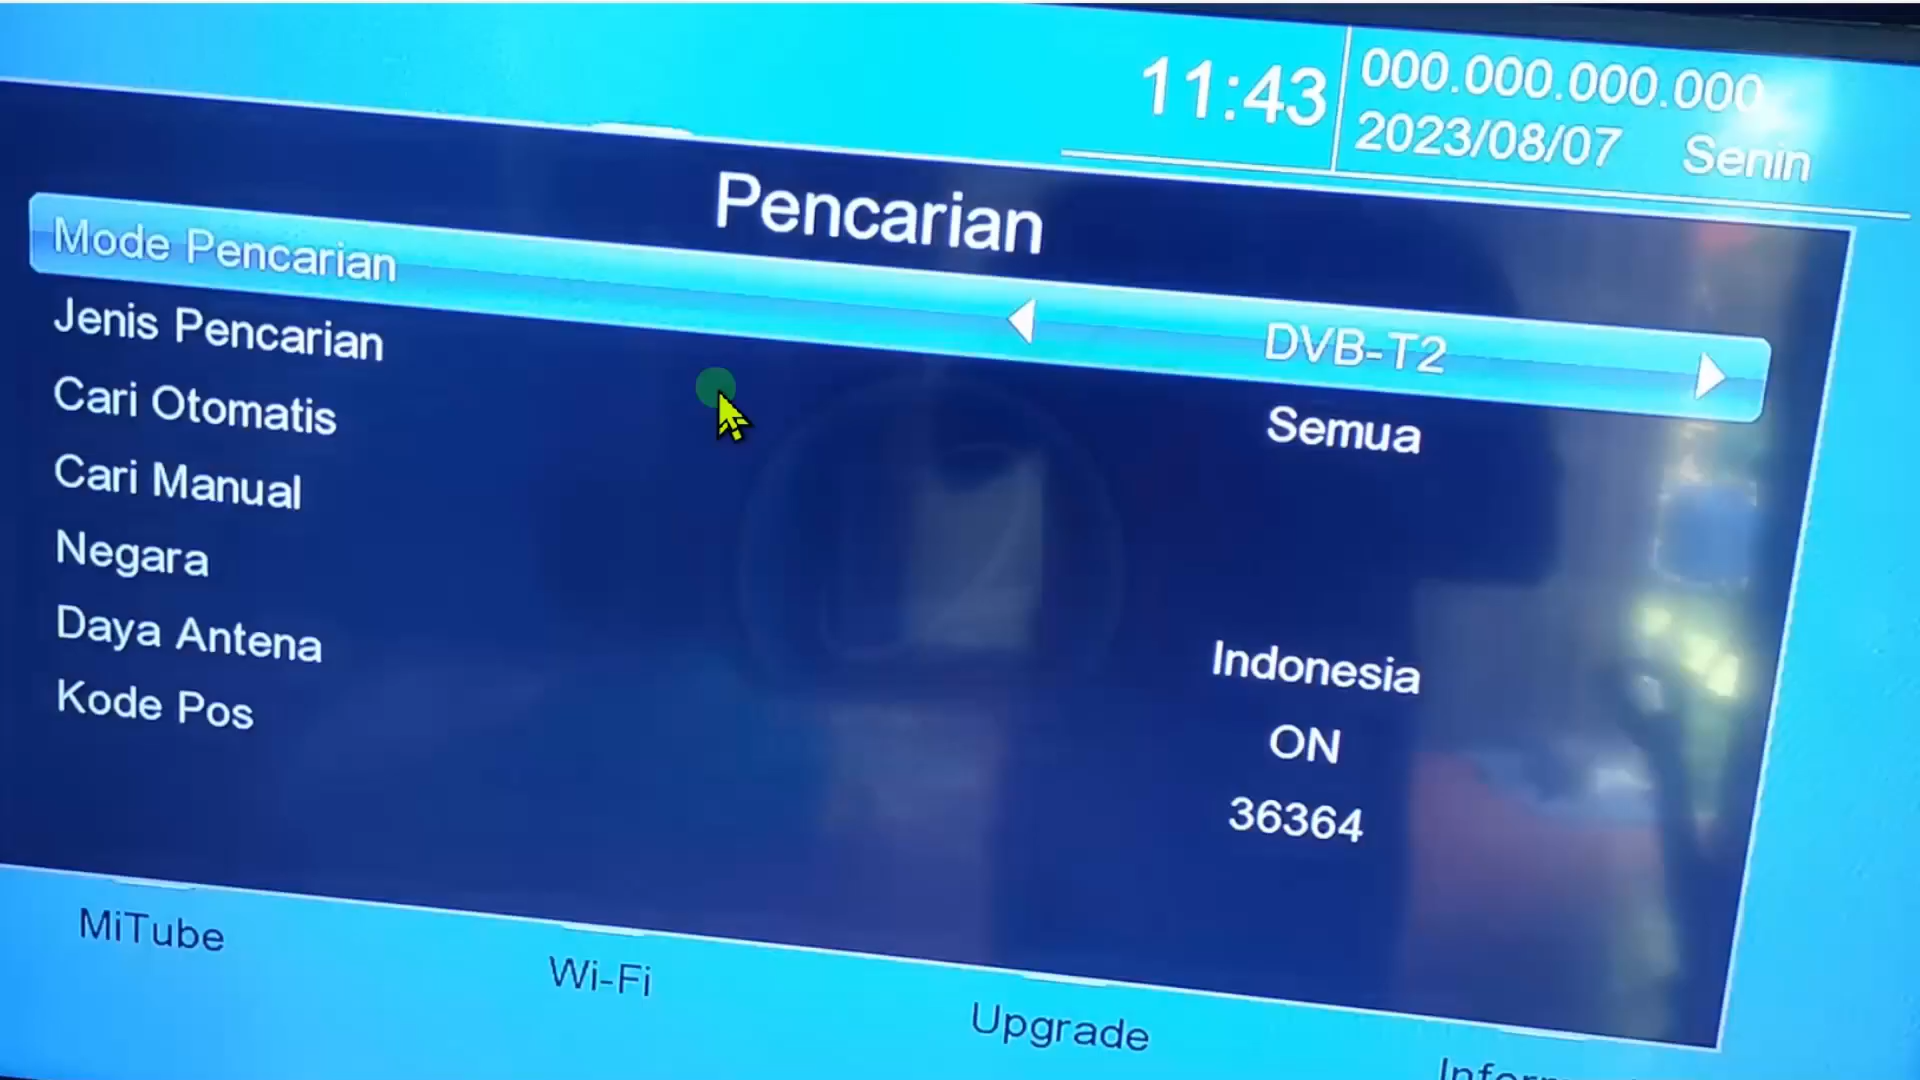 11:43
000.000.000.000
2023/08/07 Senin
Pencarian
Mode Pencarian DVB-T2
Jenis Pencarian Semua
Cari Otomatis
Cari Manual
Negara Indonesia
Daya Antena ON
Kode Pos 36364
MiTube
Wi-Fi
Upgrade